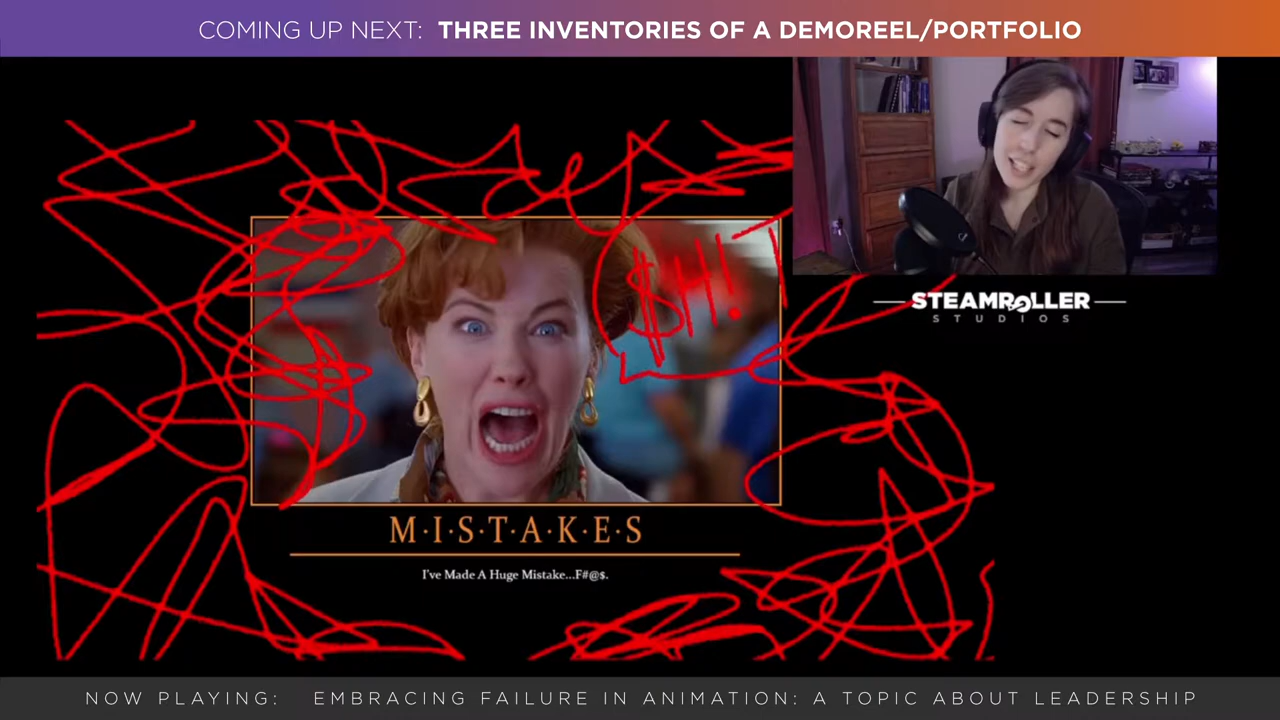 COMING UP NEXT: THREE INVENTORIES OF A DEMOREEL/PORTFOLIO
$H!T
STEAMROLLER
STUDIOS
M·I·S·T·A·K·E·S
I've Made A Huge Mistake...F#@$.
NOW PLAYING: EMBRACING FAILURE IN ANIMATION: A TOPIC ABOUT LEADERSHIP